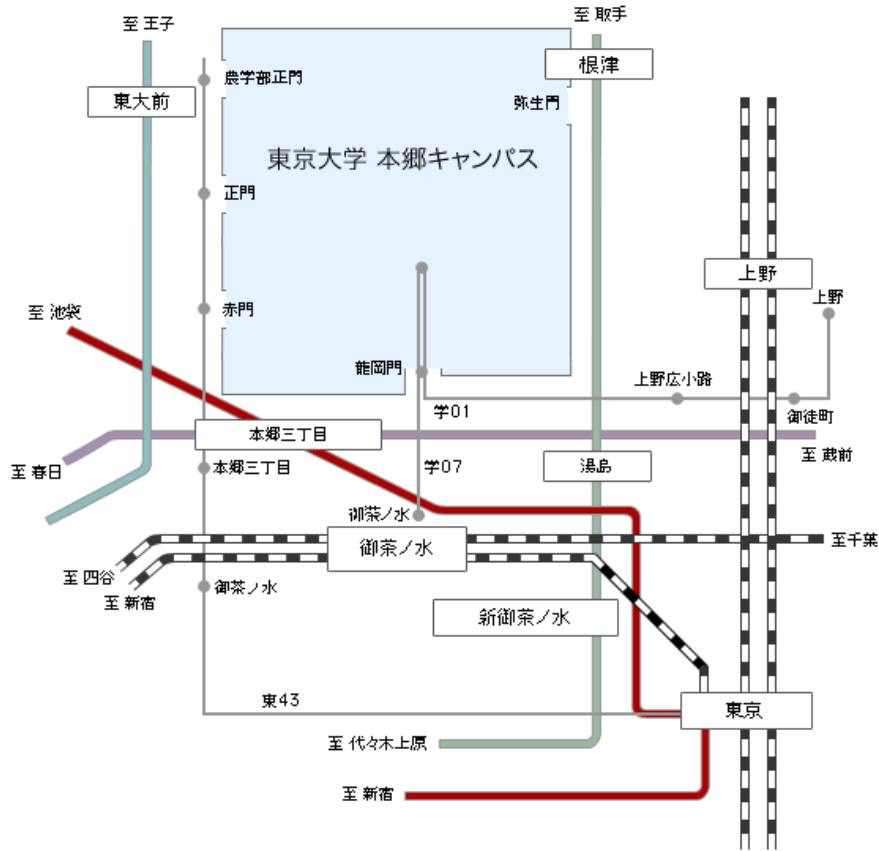 至 王子
至 取手
根津
農学部正門
東大前
弥生門
東京大学 本郷キャンパス
正門
上野
上野
至 池袋
赤門
龍岡門
上野広小路
御徒町
学01
本郷三丁目
至 蔵前
至 春日
本郷三丁目
学07
湯島
御茶ノ水
御茶ノ水
至千葉
至 四谷
至 新宿
御茶ノ水
新御茶ノ水
東43
東京
至 代々木上原
至 新宿